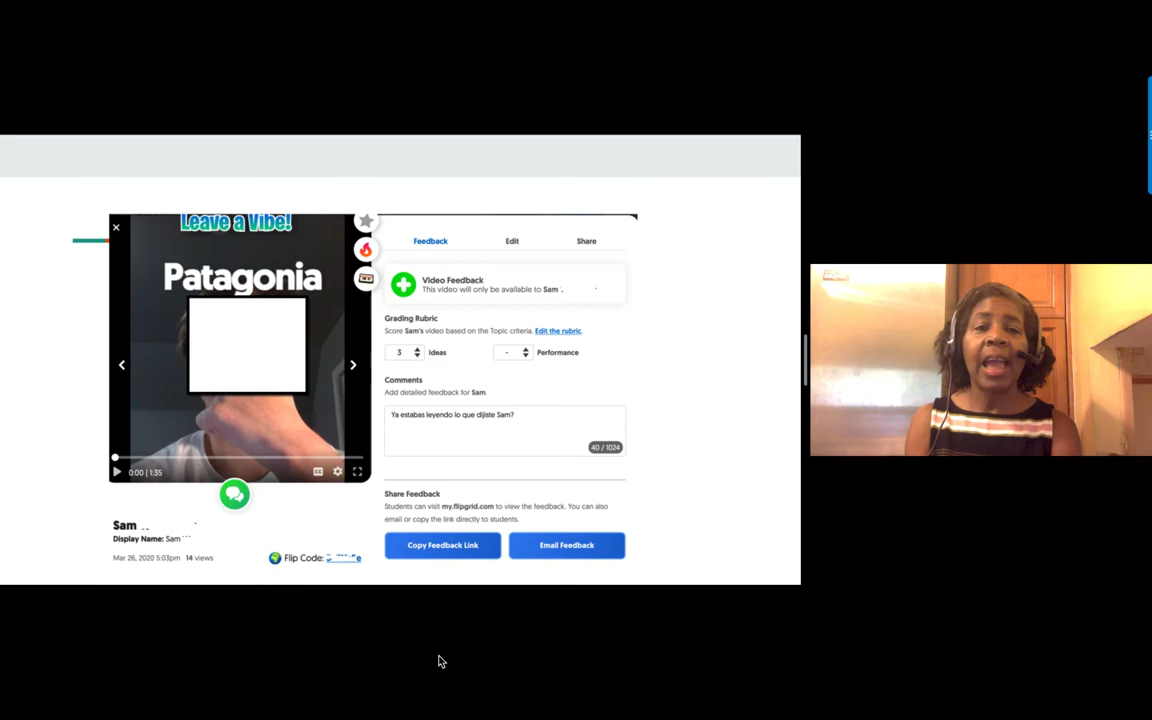 Leave a Vibe!
Patagonia
0:00 | 1:35
Sam
Display Name: Sam
Mar 26, 2020 5:03pm 14 views
Flip Code:
Feedback Edit Share
Video Feedback
This video will only be available to Sam
Grading Rubric
Score Sam's video based on the Topic criteria. Edit the rubric.
3 Ideas - Performance
Comments
Add detailed feedback for Sam.
Ya estabas leyendo lo que dijiste Sam?
40 / 1024
Share Feedback
Students can visit my.flipgrid.com to view the feedback. You can also
email or copy the link directly to students.
Copy Feedback Link Email Feedback